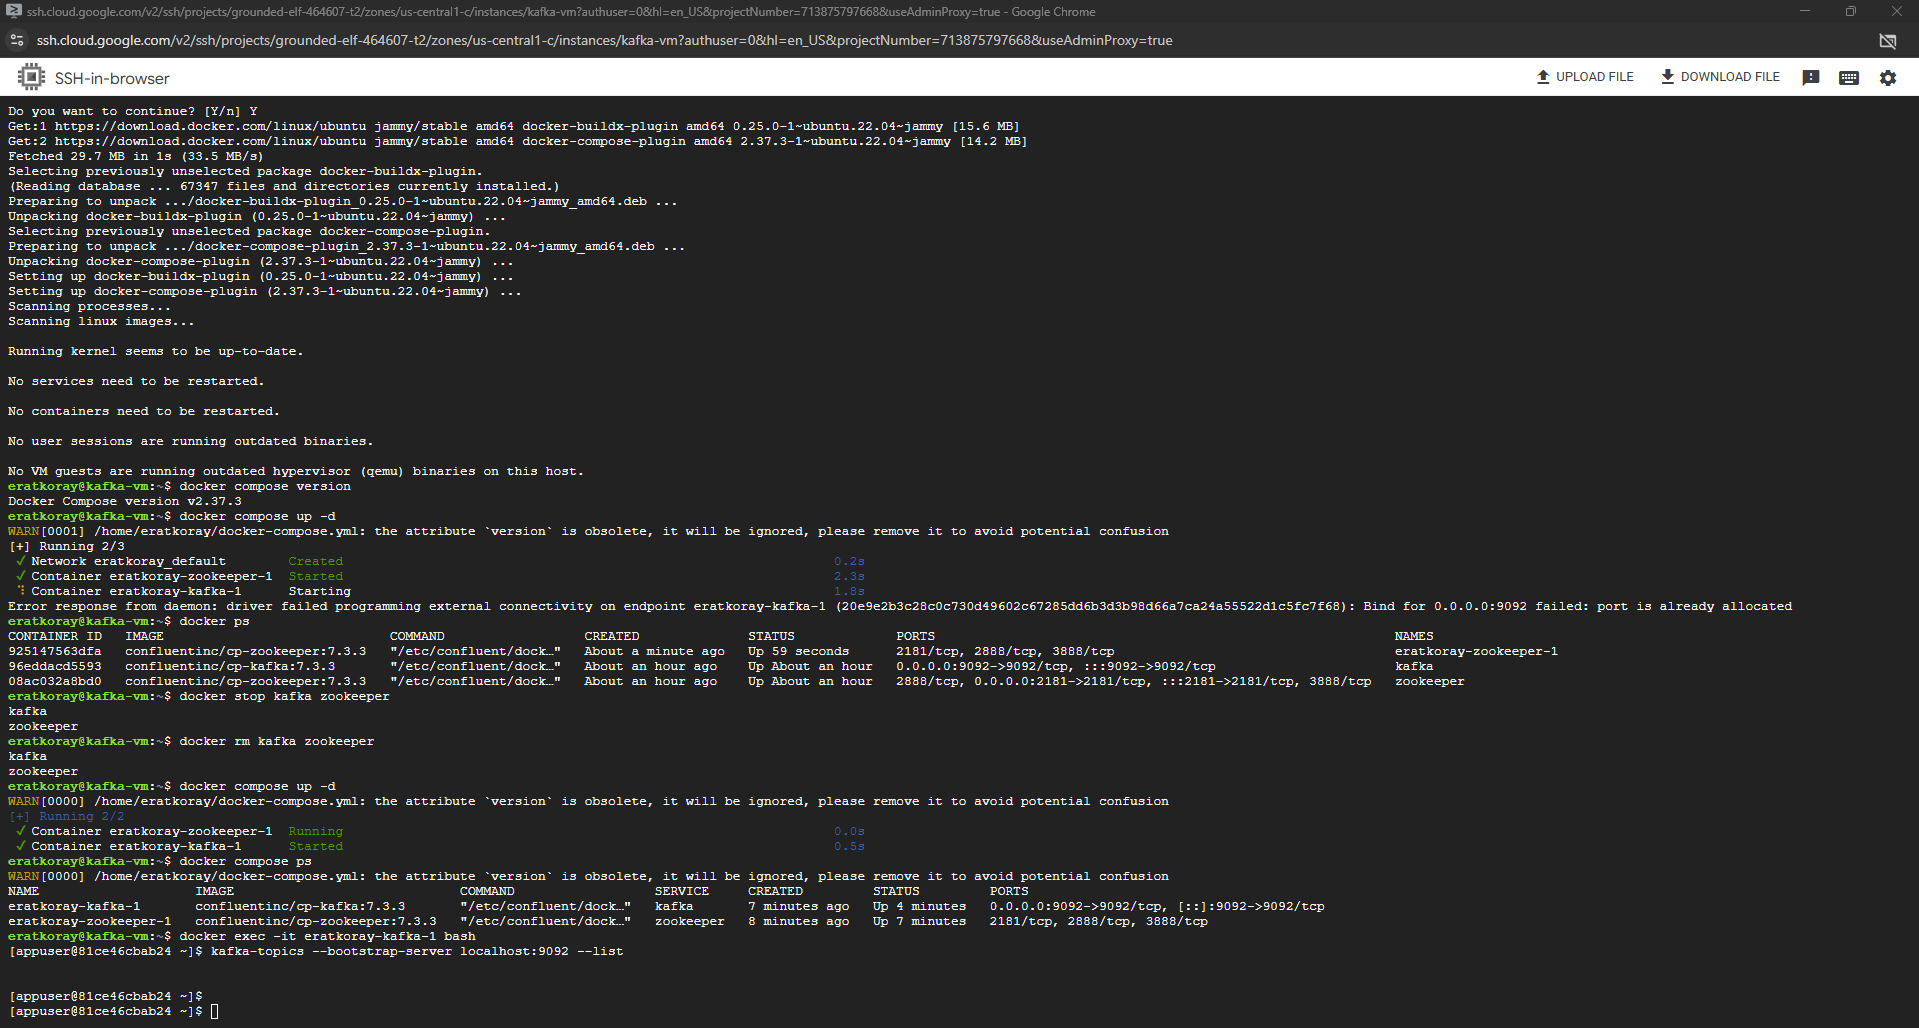 ssh.cloud.google.com/v2/ssh/projects/grounded-elf-464607-t2/zones/us-central1-c/instances/kafka-vm?authuser=0&hl=en_US&projectNumber=713875797668&useAdminProxy=true - Google Chrome
ssh.cloud.google.com/v2/ssh/projects/grounded-elf-464607-t2/zones/us-central1-c/instances/kafka-vm?authuser=0&hl=en_US&projectNumber=713875797668&useAdminProxy=true
SSH-in-browser UPLOAD FILE DOWNLOAD FILE
Do you want to continue? [Y/n] Y
Get:1 https://download.docker.com/linux/ubuntu jammy/stable amd64 docker-buildx-plugin amd64 0.25.0-1~ubuntu.22.04~jammy [15.6 MB]
Get:2 https://download.docker.com/linux/ubuntu jammy/stable amd64 docker-compose-plugin amd64 2.37.3-1~ubuntu.22.04~jammy [14.2 MB]
Fetched 29.7 MB in 1s (33.5 MB/s)
Selecting previously unselected package docker-buildx-plugin.
(Reading database ... 67347 files and directories currently installed.)
Preparing to unpack .../docker-buildx-plugin_0.25.0-1~ubuntu.22.04~jammy_amd64.deb ...
Unpacking docker-buildx-plugin (0.25.0-1~ubuntu.22.04~jammy) ...
Selecting previously unselected package docker-compose-plugin.
Preparing to unpack .../docker-compose-plugin_2.37.3-1~ubuntu.22.04~jammy_amd64.deb ...
Unpacking docker-compose-plugin (2.37.3-1~ubuntu.22.04~jammy) ...
Setting up docker-buildx-plugin (0.25.0-1~ubuntu.22.04~jammy) ...
Setting up docker-compose-plugin (2.37.3-1~ubuntu.22.04~jammy) ...
Scanning processes...
Scanning linux images...
Running kernel seems to be up-to-date.
No services need to be restarted.
No containers need to be restarted.
No user sessions are running outdated binaries.
No VM guests are running outdated hypervisor (qemu) binaries on this host.
eratkoray@kafka-vm:~$ docker compose version
Docker Compose version v2.37.3
eratkoray@kafka-vm:~$ docker compose up -d
WARN[0001] /home/eratkoray/docker-compose.yml: the attribute `version` is obsolete, it will be ignored, please remove it to avoid potential confusion
[+] Running 2/3
✓ Network eratkoray_default Created 0.2s
✓ Container eratkoray-zookeeper-1 Started 2.3s
⠹ Container eratkoray-kafka-1 Starting 1.8s
Error response from daemon: driver failed programming external connectivity on endpoint eratkoray-kafka-1 (20e9e2b3c28c0c730d49602c67285dd6b3d3b98d66a7ca24a55522d1c5fc7f68): Bind for 0.0.0.0:9092 failed: port is already allocated
eratkoray@kafka-vm:~$ docker ps
CONTAINER ID IMAGE COMMAND CREATED STATUS PORTS NAMES
925147563dfa confluentinc/cp-zookeeper:7.3.3 "/etc/confluent/dock…" About a minute ago Up 59 seconds 2181/tcp, 2888/tcp, 3888/tcp eratkoray-zookeeper-1
96eddacd5593 confluentinc/cp-kafka:7.3.3 "/etc/confluent/dock…" About an hour ago Up About an hour 0.0.0.0:9092->9092/tcp, :::9092->9092/tcp kafka
08ac032a8bd0 confluentinc/cp-zookeeper:7.3.3 "/etc/confluent/dock…" About an hour ago Up About an hour 2888/tcp, 0.0.0.0:2181->2181/tcp, :::2181->2181/tcp, 3888/tcp zookeeper
eratkoray@kafka-vm:~$ docker stop kafka zookeeper
kafka
zookeeper
eratkoray@kafka-vm:~$ docker rm kafka zookeeper
kafka
zookeeper
eratkoray@kafka-vm:~$ docker compose up -d
WARN[0000] /home/eratkoray/docker-compose.yml: the attribute `version` is obsolete, it will be ignored, please remove it to avoid potential confusion
[+] Running 2/2
✓ Container eratkoray-zookeeper-1 Running 0.0s
✓ Container eratkoray-kafka-1 Started 0.5s
eratkoray@kafka-vm:~$ docker compose ps
WARN[0000] /home/eratkoray/docker-compose.yml: the attribute `version` is obsolete, it will be ignored, please remove it to avoid potential confusion
NAME IMAGE COMMAND SERVICE CREATED STATUS PORTS
eratkoray-kafka-1 confluentinc/cp-kafka:7.3.3 "/etc/confluent/dock…" kafka 7 minutes ago Up 4 minutes 0.0.0.0:9092->9092/tcp, [::]:9092->9092/tcp
eratkoray-zookeeper-1 confluentinc/cp-zookeeper:7.3.3 "/etc/confluent/dock…" zookeeper 8 minutes ago Up 7 minutes 2181/tcp, 2888/tcp, 3888/tcp
eratkoray@kafka-vm:~$ docker exec -it eratkoray-kafka-1 bash
[appuser@81ce46cbab24 ~]$ kafka-topics --bootstrap-server localhost:9092 --list
[appuser@81ce46cbab24 ~]$
[appuser@81ce46cbab24 ~]$